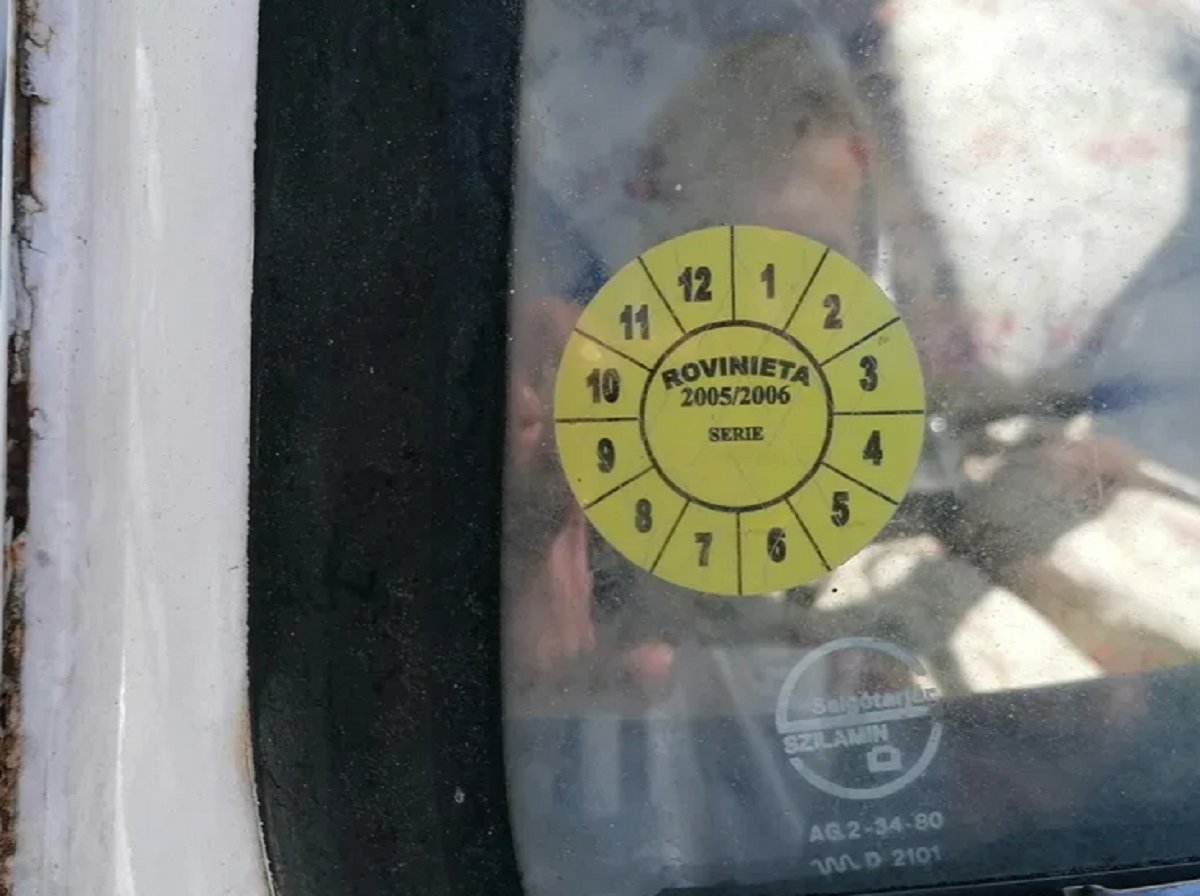 12 1
11 2
10 3
9 4
8 5
7 6
ROVINIETA
2005/2006
SERIE
Salgótarján
SZILAMIN
AG.2-34-80
D 2101